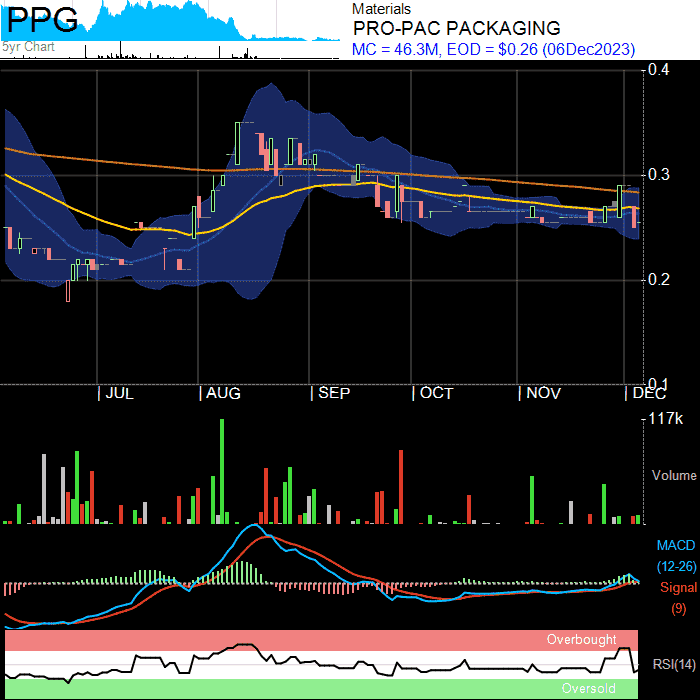 PPG
5yr Chart
Materials
PRO-PAC PACKAGING
MC = 46.3M, EOD = $0.26 (06Dec2023)
0.4
0.3
0.2
0.1
| JUL | AUG | SEP | OCT | NOV | DEC
117k
Volume
MACD
(12-26)
Signal
(9)
Overbought
RSI(14)
Oversold